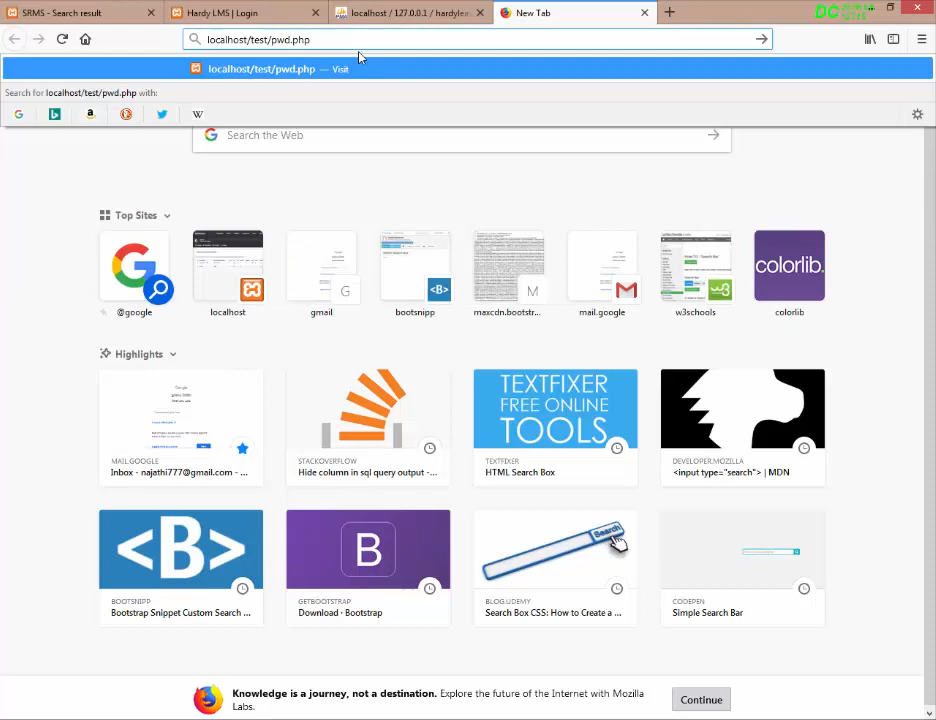 SRMS - Search result
Hardy LMS | Login
localhost / 127.0.0.1 / hardylea
New Tab
localhost/test/pwd.php
localhost/test/pwd.php — Visit
Search for localhost/test/pwd.php with:
Search the Web
Top Sites
@google
localhost
gmail
bootsnipp
maxcdn.bootstr...
mail.google
w3schools
colorlib
colorlib.
Highlights
MAIL.GOOGLE
Inbox - najathi777@gmail.com - ...
STACKOVERFLOW
Hide column in sql query output -...
TEXTFIXER
FREE ONLINE
TOOLS
TEXTFIXER
HTML Search Box
DEVELOPER.MOZILLA
<input type="search"> | MDN
<B>
BOOTSNIPP
Bootstrap Snippet Custom Search ...
B
GETBOOTSTRAP
Download · Bootstrap
Search
BLOG.UDEMY
Search Box CSS: How to Create a ...
CODEPEN
Simple Search Bar
Knowledge is a journey, not a destination. Explore the future of the Internet with Mozilla
Labs.
Continue